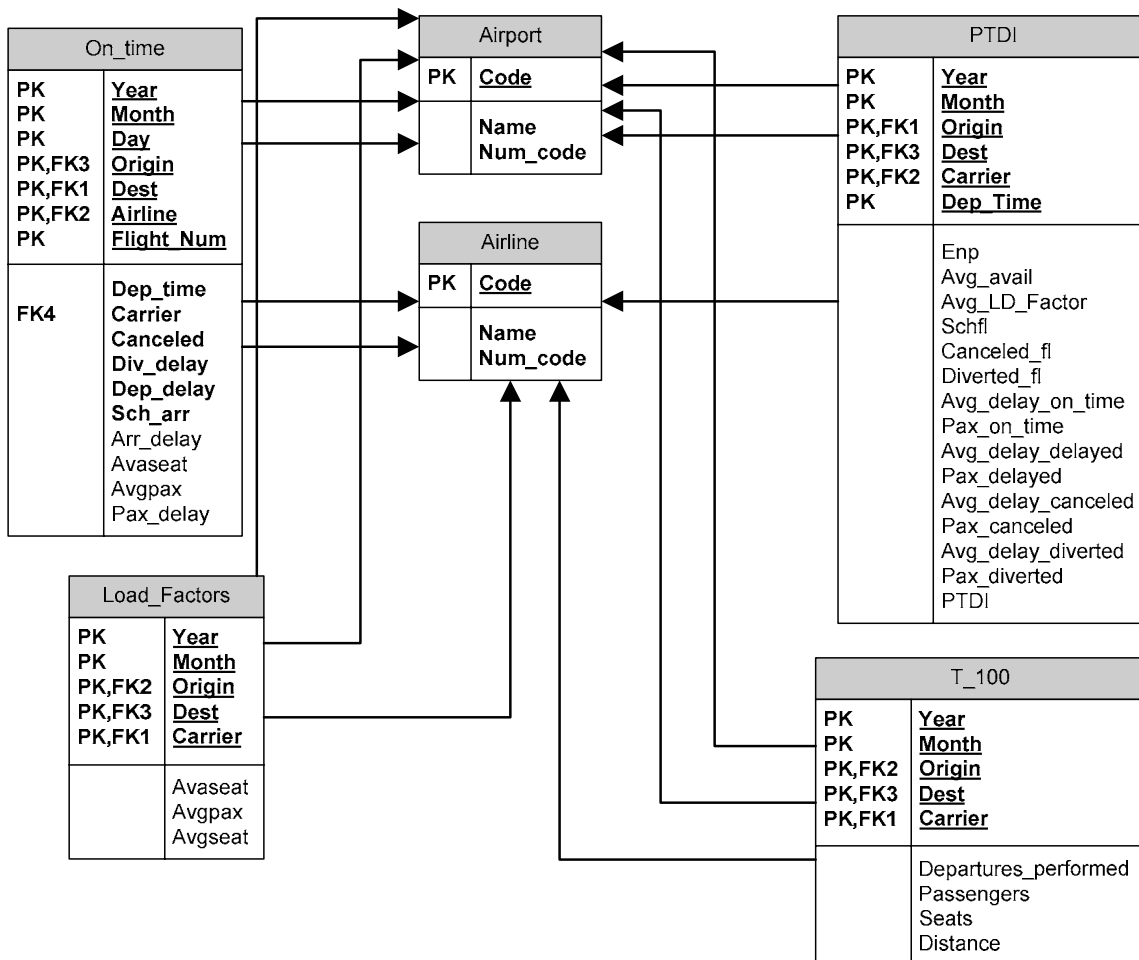 On_time
PK Year
PK Month
PK Day
PK,FK3 Origin
PK,FK1 Dest
PK,FK2 Airline
PK Flight_Num
Dep_time
FK4 Carrier
Canceled
Div_delay
Dep_delay
Sch_arr
Arr_delay
Avaseat
Avgpax
Pax_delay
Airport
PK Code
Name
Num_code
Airline
PK Code
Name
Num_code
PTDI
PK Year
PK Month
PK,FK1 Origin
PK,FK3 Dest
PK,FK2 Carrier
PK Dep_Time
Enp
Avg_avail
Avg_LD_Factor
Schfl
Canceled_fl
Diverted_fl
Avg_delay_on_time
Pax_on_time
Avg_delay_delayed
Pax_delayed
Avg_delay_canceled
Pax_canceled
Avg_delay_diverted
Pax_diverted
PTDI
Load_Factors
PK Year
PK Month
PK,FK2 Origin
PK,FK3 Dest
PK,FK1 Carrier
Avaseat
Avgpax
Avgseat
T_100
PK Year
PK Month
PK,FK2 Origin
PK,FK3 Dest
PK,FK1 Carrier
Departures_performed
Passengers
Seats
Distance